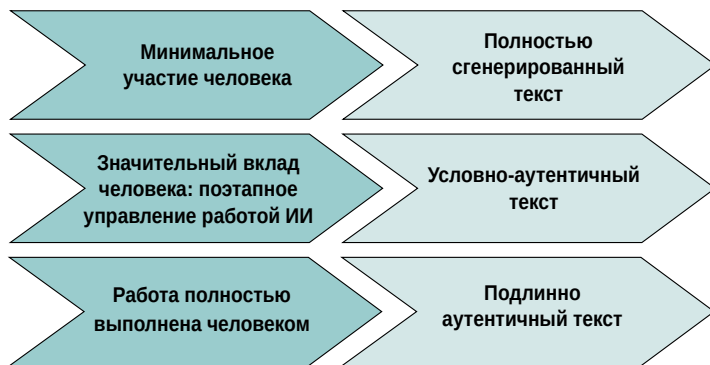 Минимальное
участие человека
Полностью
сгенерированный
текст
Значительный вклад
человека: поэтапное
управление работой ИИ
Условно-аутентичный
текст
Работа полностью
выполнена человеком
Подлинно
аутентичный текст